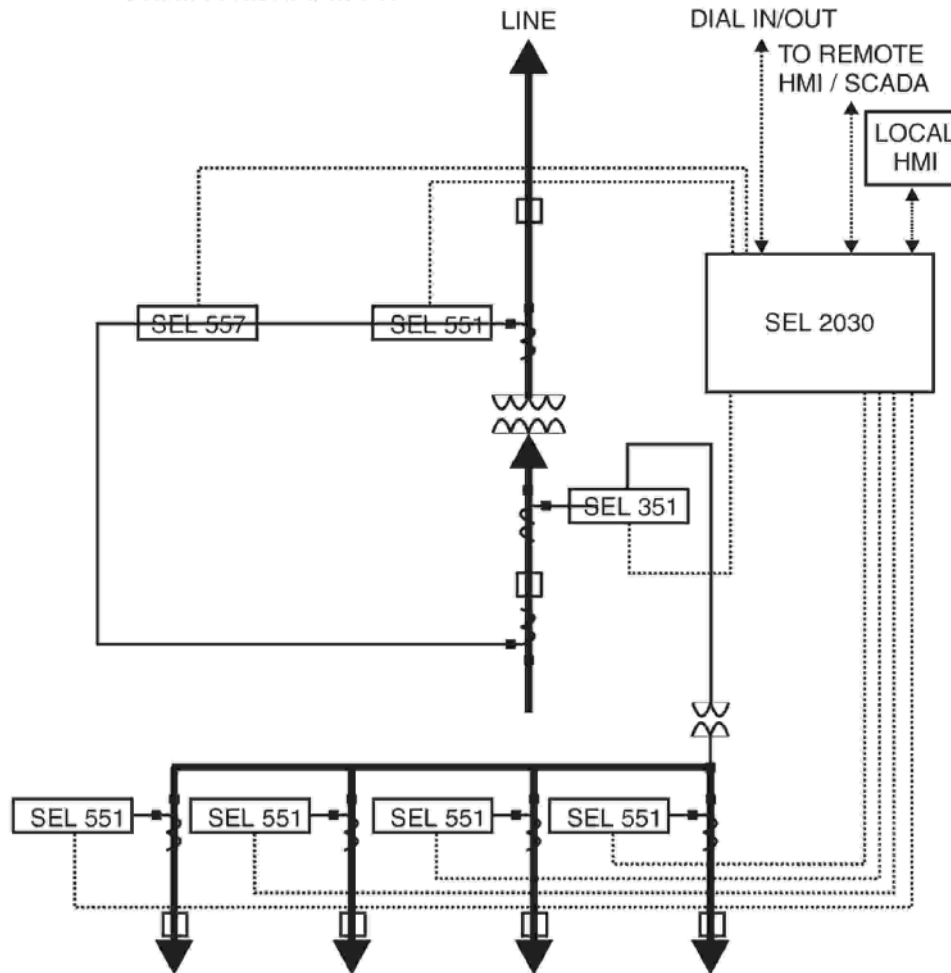 LINE
DIAL IN/OUT
TO REMOTE
HMI / SCADA
LOCAL
HMI
SEL 557
SEL 551
SEL 2030
SEL 351
SEL 551
SEL 551
SEL 551
SEL 551